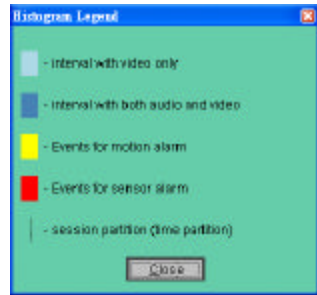 Histogram Legend
- interval with video only
- interval with both audio and video
- Events for motion alarm
- Events for sensor alarm
- session partition (time partition)
Close